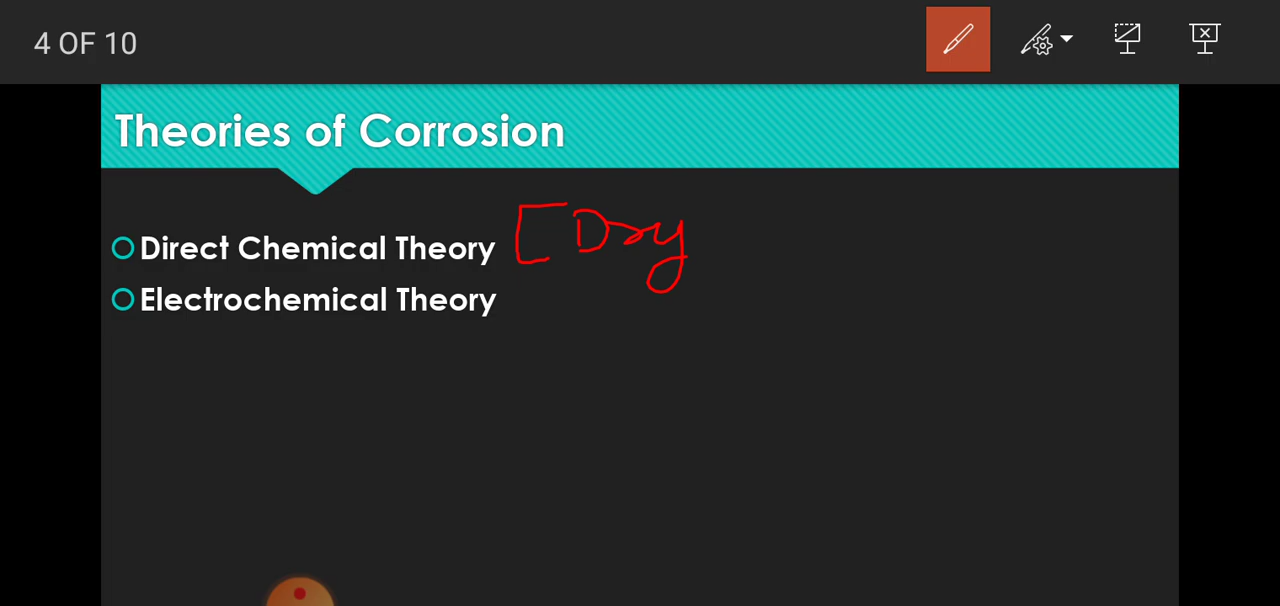 4 OF 10
Theories of Corrosion
Direct Chemical Theory [Dry
Electrochemical Theory